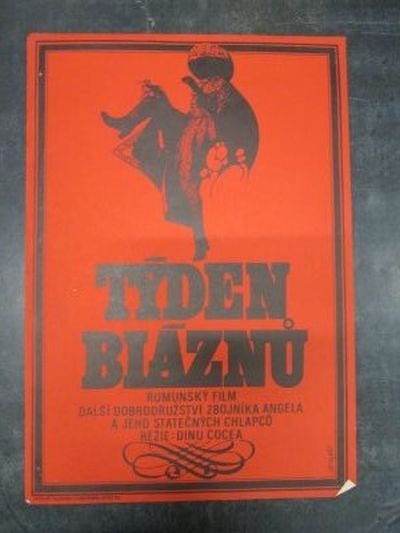 TÝDEN
BLÁZNŮ
RUMUNSKÝ FILM
DALŠÍ DOBRODRUŽSTVÍ ZBOJNÍKA ANGELA
A JEHO STATEČNÝCH CHLAPCŮ
REŽIE: DINU COCEA